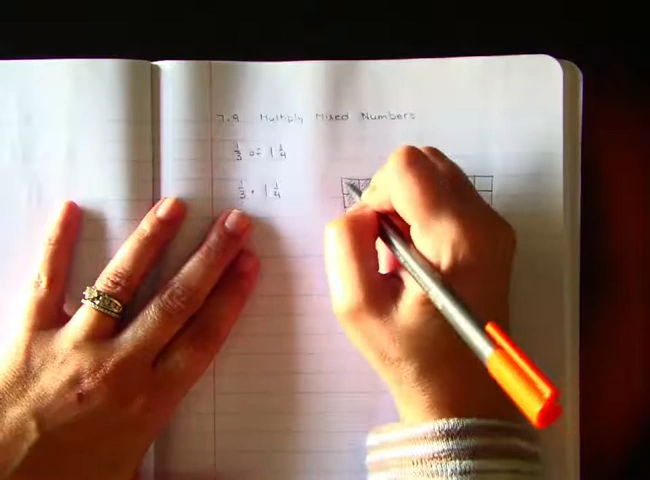 7.9 Multiply Mixed Numbers
1/3 of 1 1/4
1/3 · 1 1/4